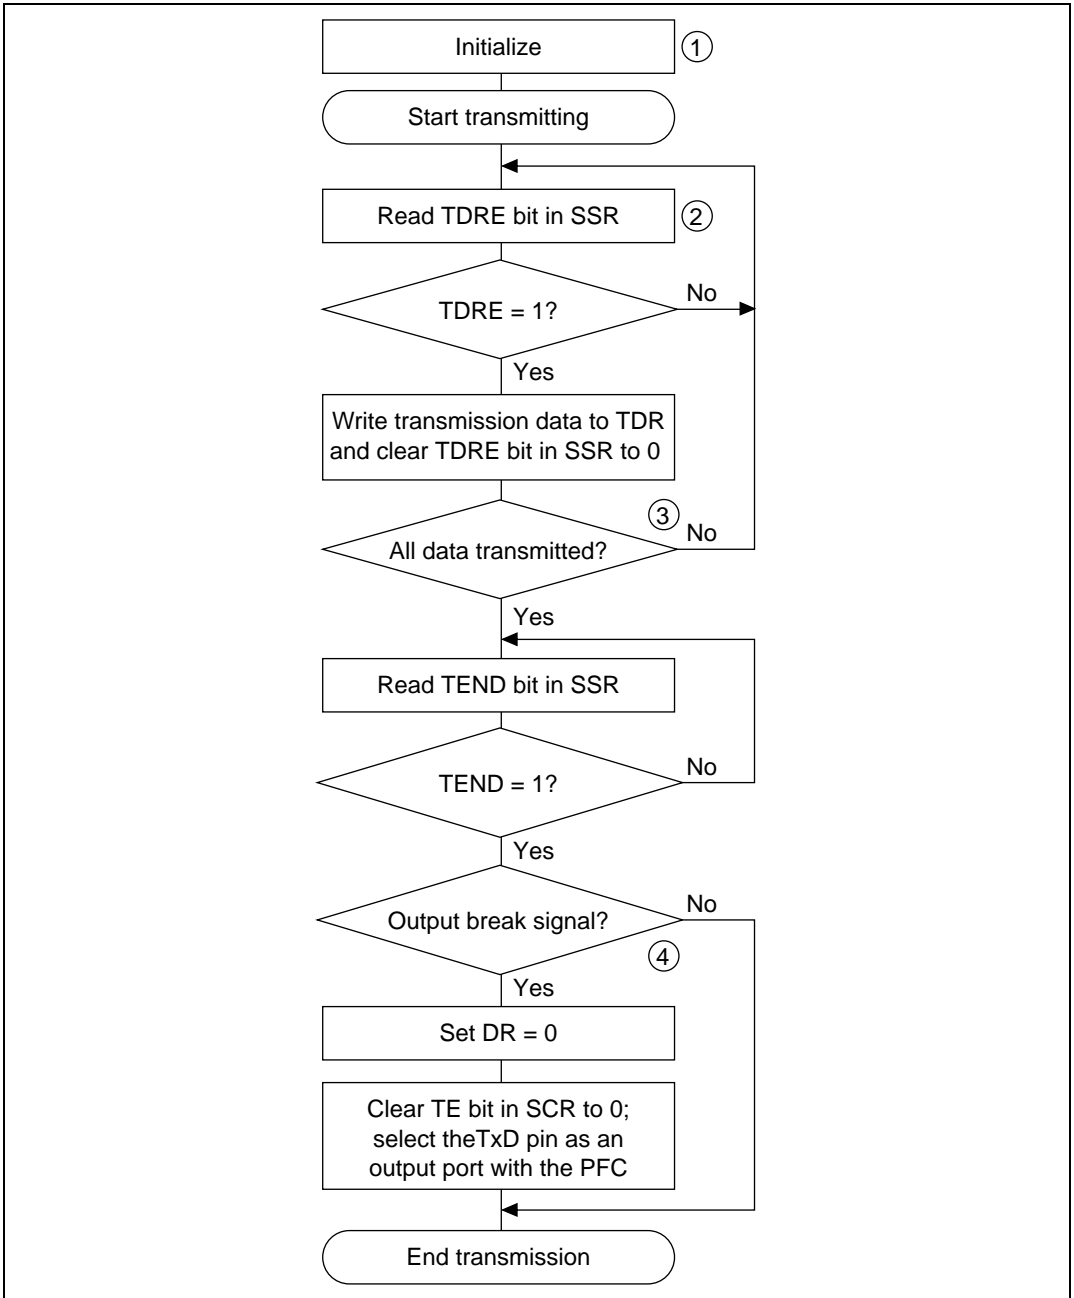 Initialize
①
Start transmitting
Read TDRE bit in SSR
②
TDRE = 1?
No
Yes
Write transmission data to TDR
and clear TDRE bit in SSR to 0
③
All data transmitted?
No
Yes
Read TEND bit in SSR
TEND = 1?
No
Yes
Output break signal?
No
④
Yes
Set DR = 0
Clear TE bit in SCR to 0;
select theTxD pin as an
output port with the PFC
End transmission